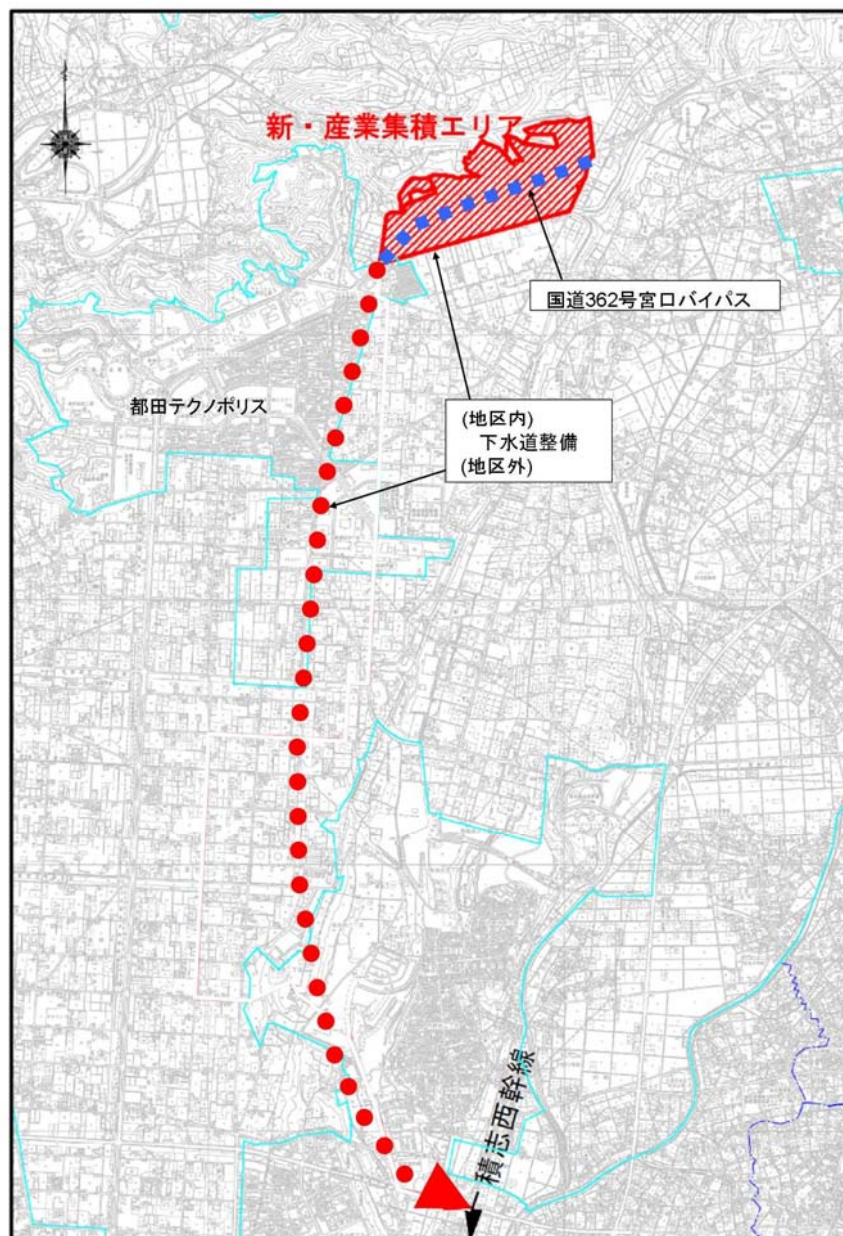 新・産業集積エリア
国道362号宮口バイパス
都田テクノポリス
(地区内)
下水道整備
(地区外)
積志西幹線